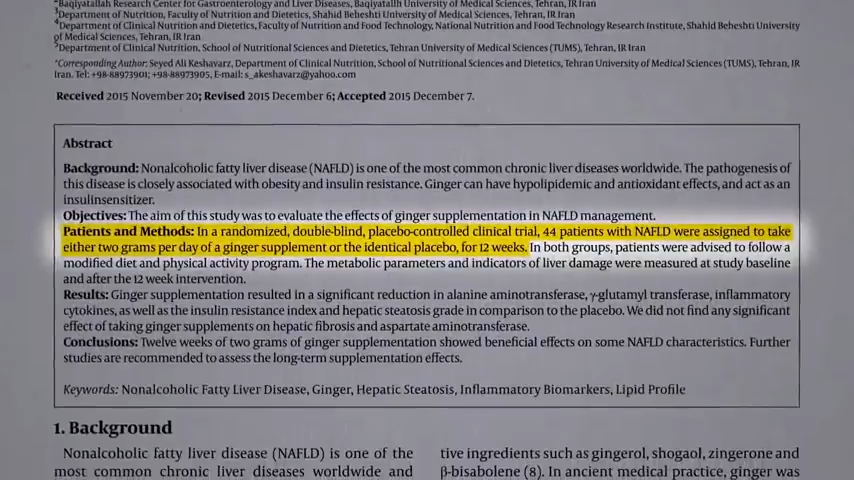 ²Baqiyatallah Research Center for Gastroenterology and Liver Diseases, Baqiyatallh University of Medical Sciences, Tehran, IR Iran
³Department of Nutrition, Faculty of Nutrition and Dietetics, Shahid Beheshti University of Medical Sciences, Tehran, IR Iran
⁴Department of Clinical Nutrition and Dietetics, Faculty of Nutrition and Food Technology, National Nutrition and Food Technology Research Institute, Shahid Beheshti University
of Medical Sciences, Tehran, IR Iran
⁵Department of Clinical Nutrition, School of Nutritional Sciences and Dietetics, Tehran University of Medical Sciences (TUMS), Tehran, IR Iran
*Corresponding Author: Seyed Ali Keshavarz, Department of Clinical Nutrition, School of Nutritional Sciences and Dietetics, Tehran University of Medical Sciences (TUMS), Tehran, IR
Iran. Tel: +98-88973901; +98-88973905, E-mail: s_akeshavarz@yahoo.com
Received 2015 November 20; Revised 2015 December 6; Accepted 2015 December 7.
Abstract
Background: Nonalcoholic fatty liver disease (NAFLD) is one of the most common chronic liver diseases worldwide. The pathogenesis of
this disease is closely associated with obesity and insulin resistance. Ginger can have hypolipidemic and antioxidant effects, and act as an
insulinsensitizer.
Objectives: The aim of this study was to evaluate the effects of ginger supplementation in NAFLD management.
Patients and Methods: In a randomized, double-blind, placebo-controlled clinical trial, 44 patients with NAFLD were assigned to take
either two grams per day of a ginger supplement or the identical placebo, for 12 weeks. In both groups, patients were advised to follow a
modified diet and physical activity program. The metabolic parameters and indicators of liver damage were measured at study baseline
and after the 12 week intervention.
Results: Ginger supplementation resulted in a significant reduction in alanine aminotransferase, γ-glutamyl transferase, inflammatory
cytokines, as well as the insulin resistance index and hepatic steatosis grade in comparison to the placebo. We did not find any significant
effect of taking ginger supplements on hepatic fibrosis and aspartate aminotransferase.
Conclusions: Twelve weeks of two grams of ginger supplementation showed beneficial effects on some NAFLD characteristics. Further
studies are recommended to assess the long-term supplementation effects.
Keywords: Nonalcoholic Fatty Liver Disease, Ginger, Hepatic Steatosis, Inflammatory Biomarkers, Lipid Profile
1. Background
Nonalcoholic fatty liver disease (NAFLD) is one of the
most common chronic liver diseases worldwide and
tive ingredients such as gingerol, shogaol, zingerone and
β-bisabolene (8). In ancient medical practice, ginger was